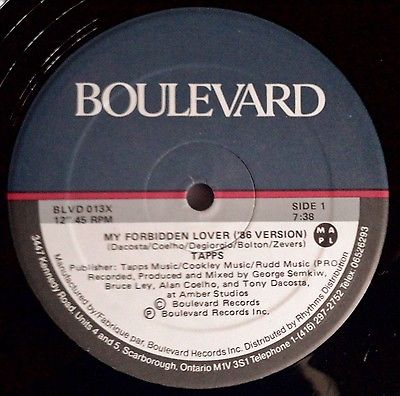 BOULEVARD
BLVD 013X
12" 45 RPM
SIDE 1
7:38
MY FORBIDDEN LOVER ('86 VERSION)
(Dacosta/Coelho/Degiorgio/Bolton/Zevers)
TAPPS
M A
P L
Publisher: Tapps Music/Cookley Music/Rudd Music (PRO)
Recorded, Produced and Mixed by George Semkiw,
Bruce Ley, Alan Coelho, and Tony Dacosta,
at Amber Studios
© Boulevard Records
℗ Boulevard Records Inc.
Manufactured by/Fabrique par, Boulevard Records Inc. Distributed by Rhythms Distribution
3447 Kennedy Road, Units 4 and 5, Scarborough, Ontario M1V 3S1 Telephone 1-(416) 297-2752 Telex 06526293